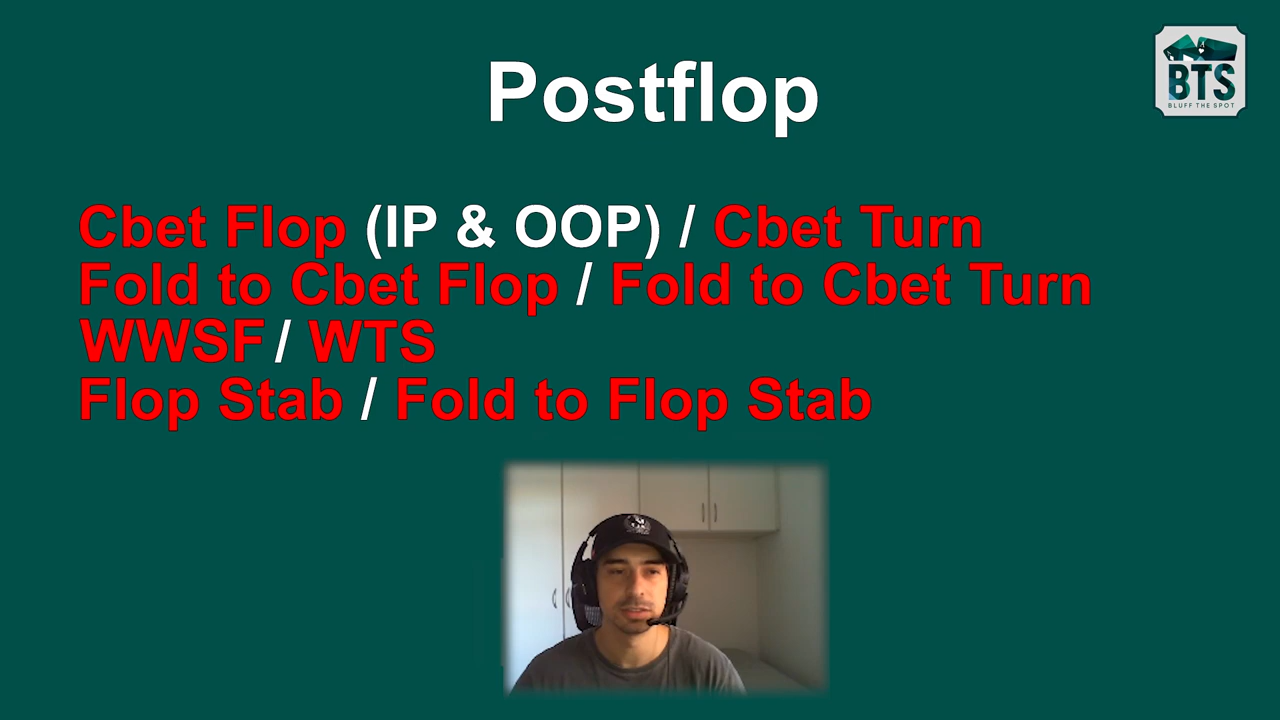 Postflop
BTS
BLUFF THE SPOT
Cbet Flop (IP & OOP) / Cbet Turn
Fold to Cbet Flop / Fold to Cbet Turn
WWSF / WTS
Flop Stab / Fold to Flop Stab